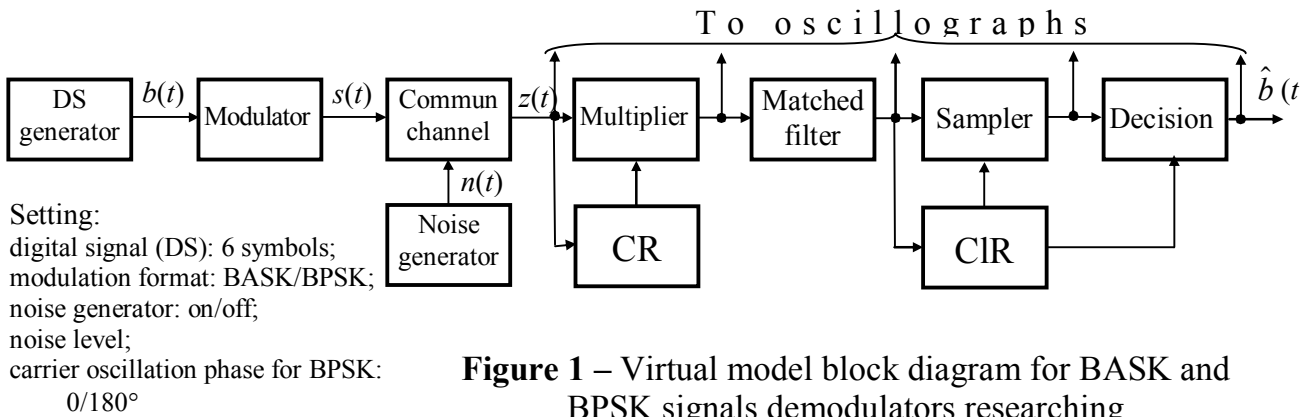 To oscillographs
DS
generator
b(t)
Modulator
s(t)
Commun
channel
z(t)
Multiplier
Matched
filter
Sampler
Decision
b̂ (t
n(t)
Noise
generator
CR
ClR
Setting:
digital signal (DS): 6 symbols;
modulation format: BASK/BPSK;
noise generator: on/off;
noise level;
carrier oscillation phase for BPSK:
0/180°
Figure 1 – Virtual model block diagram for BASK and
BPSK signals demodulators researching